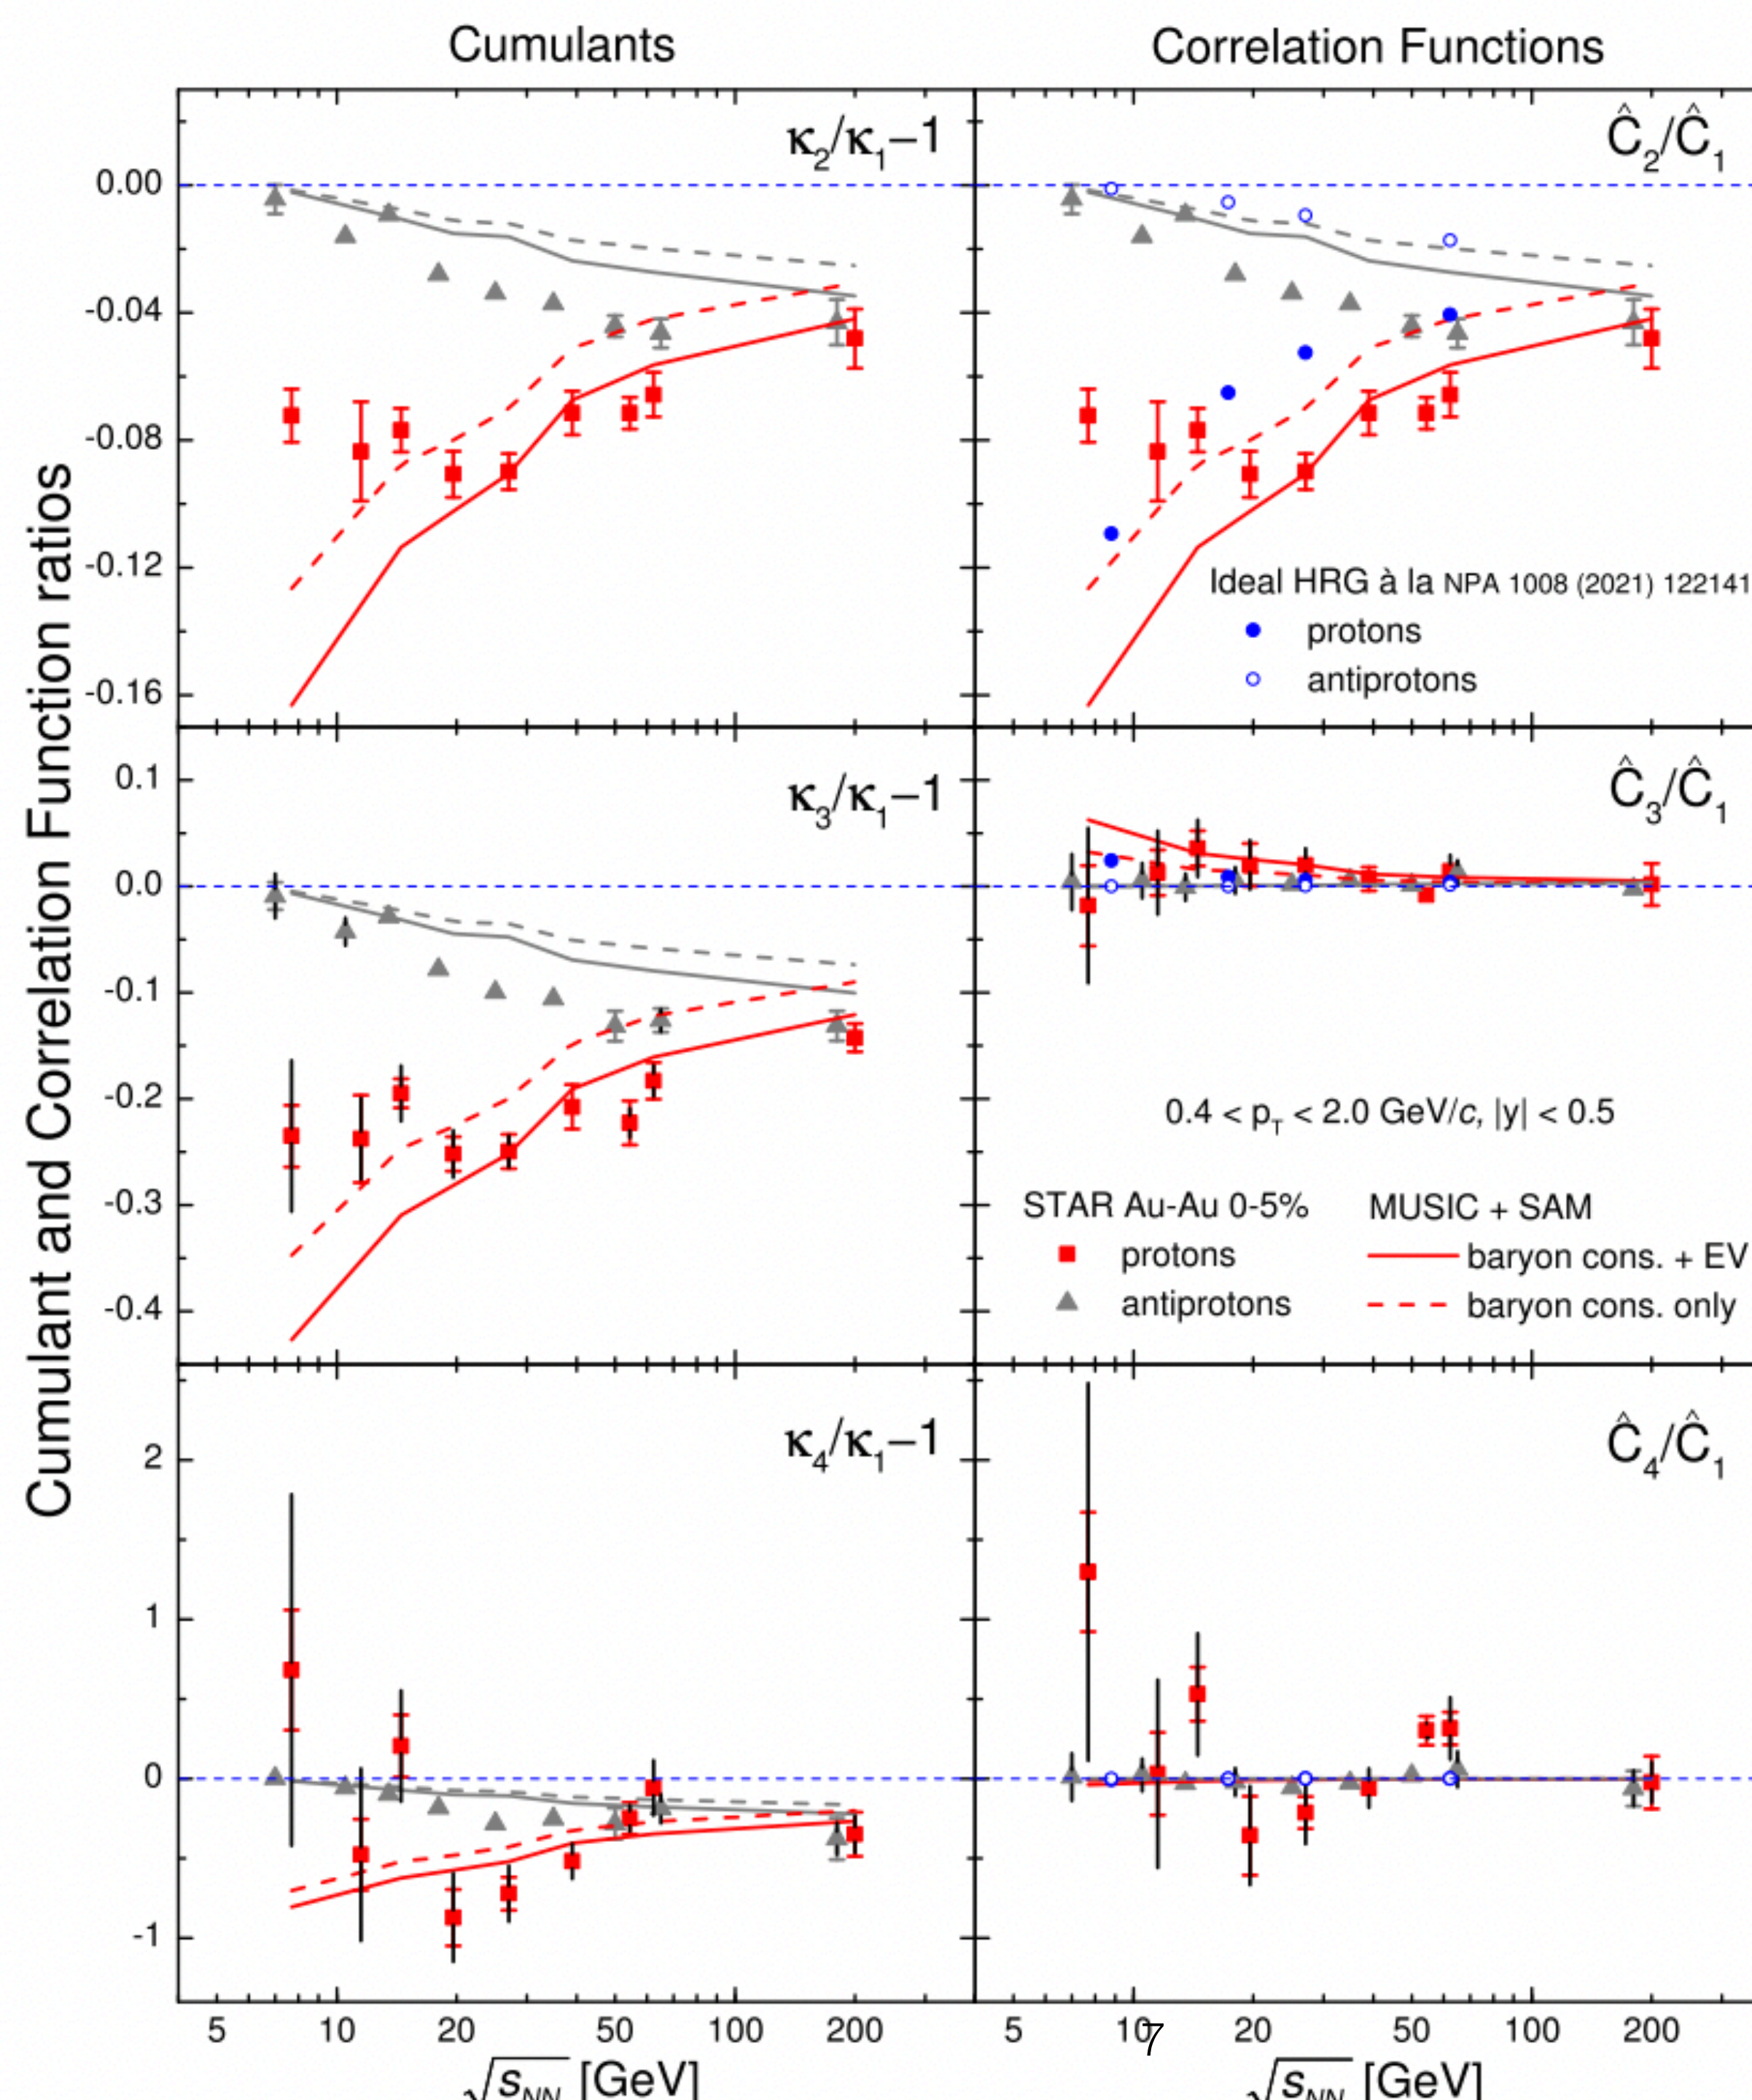 Cumulants
Correlation Functions
Cumulant and Correlation Function ratios
κ2/κ1−1
0.00
-0.04
-0.08
-0.12
-0.16
Ĉ2/Ĉ1
Ideal HRG à la NPA 1008 (2021) 122141
protons
antiprotons
κ3/κ1−1
0.1
0.0
-0.1
-0.2
-0.3
-0.4
Ĉ3/Ĉ1
0.4 < pT < 2.0 GeV/c, |y| < 0.5
STAR Au-Au 0-5%
protons
antiprotons
MUSIC + SAM
baryon cons. + EV
baryon cons. only
κ4/κ1−1
2
1
0
-1
Ĉ4/Ĉ1
5 10 20 50 100 200
5 10 20 50 100 200
7
√sNN [GeV]
√sNN [GeV]